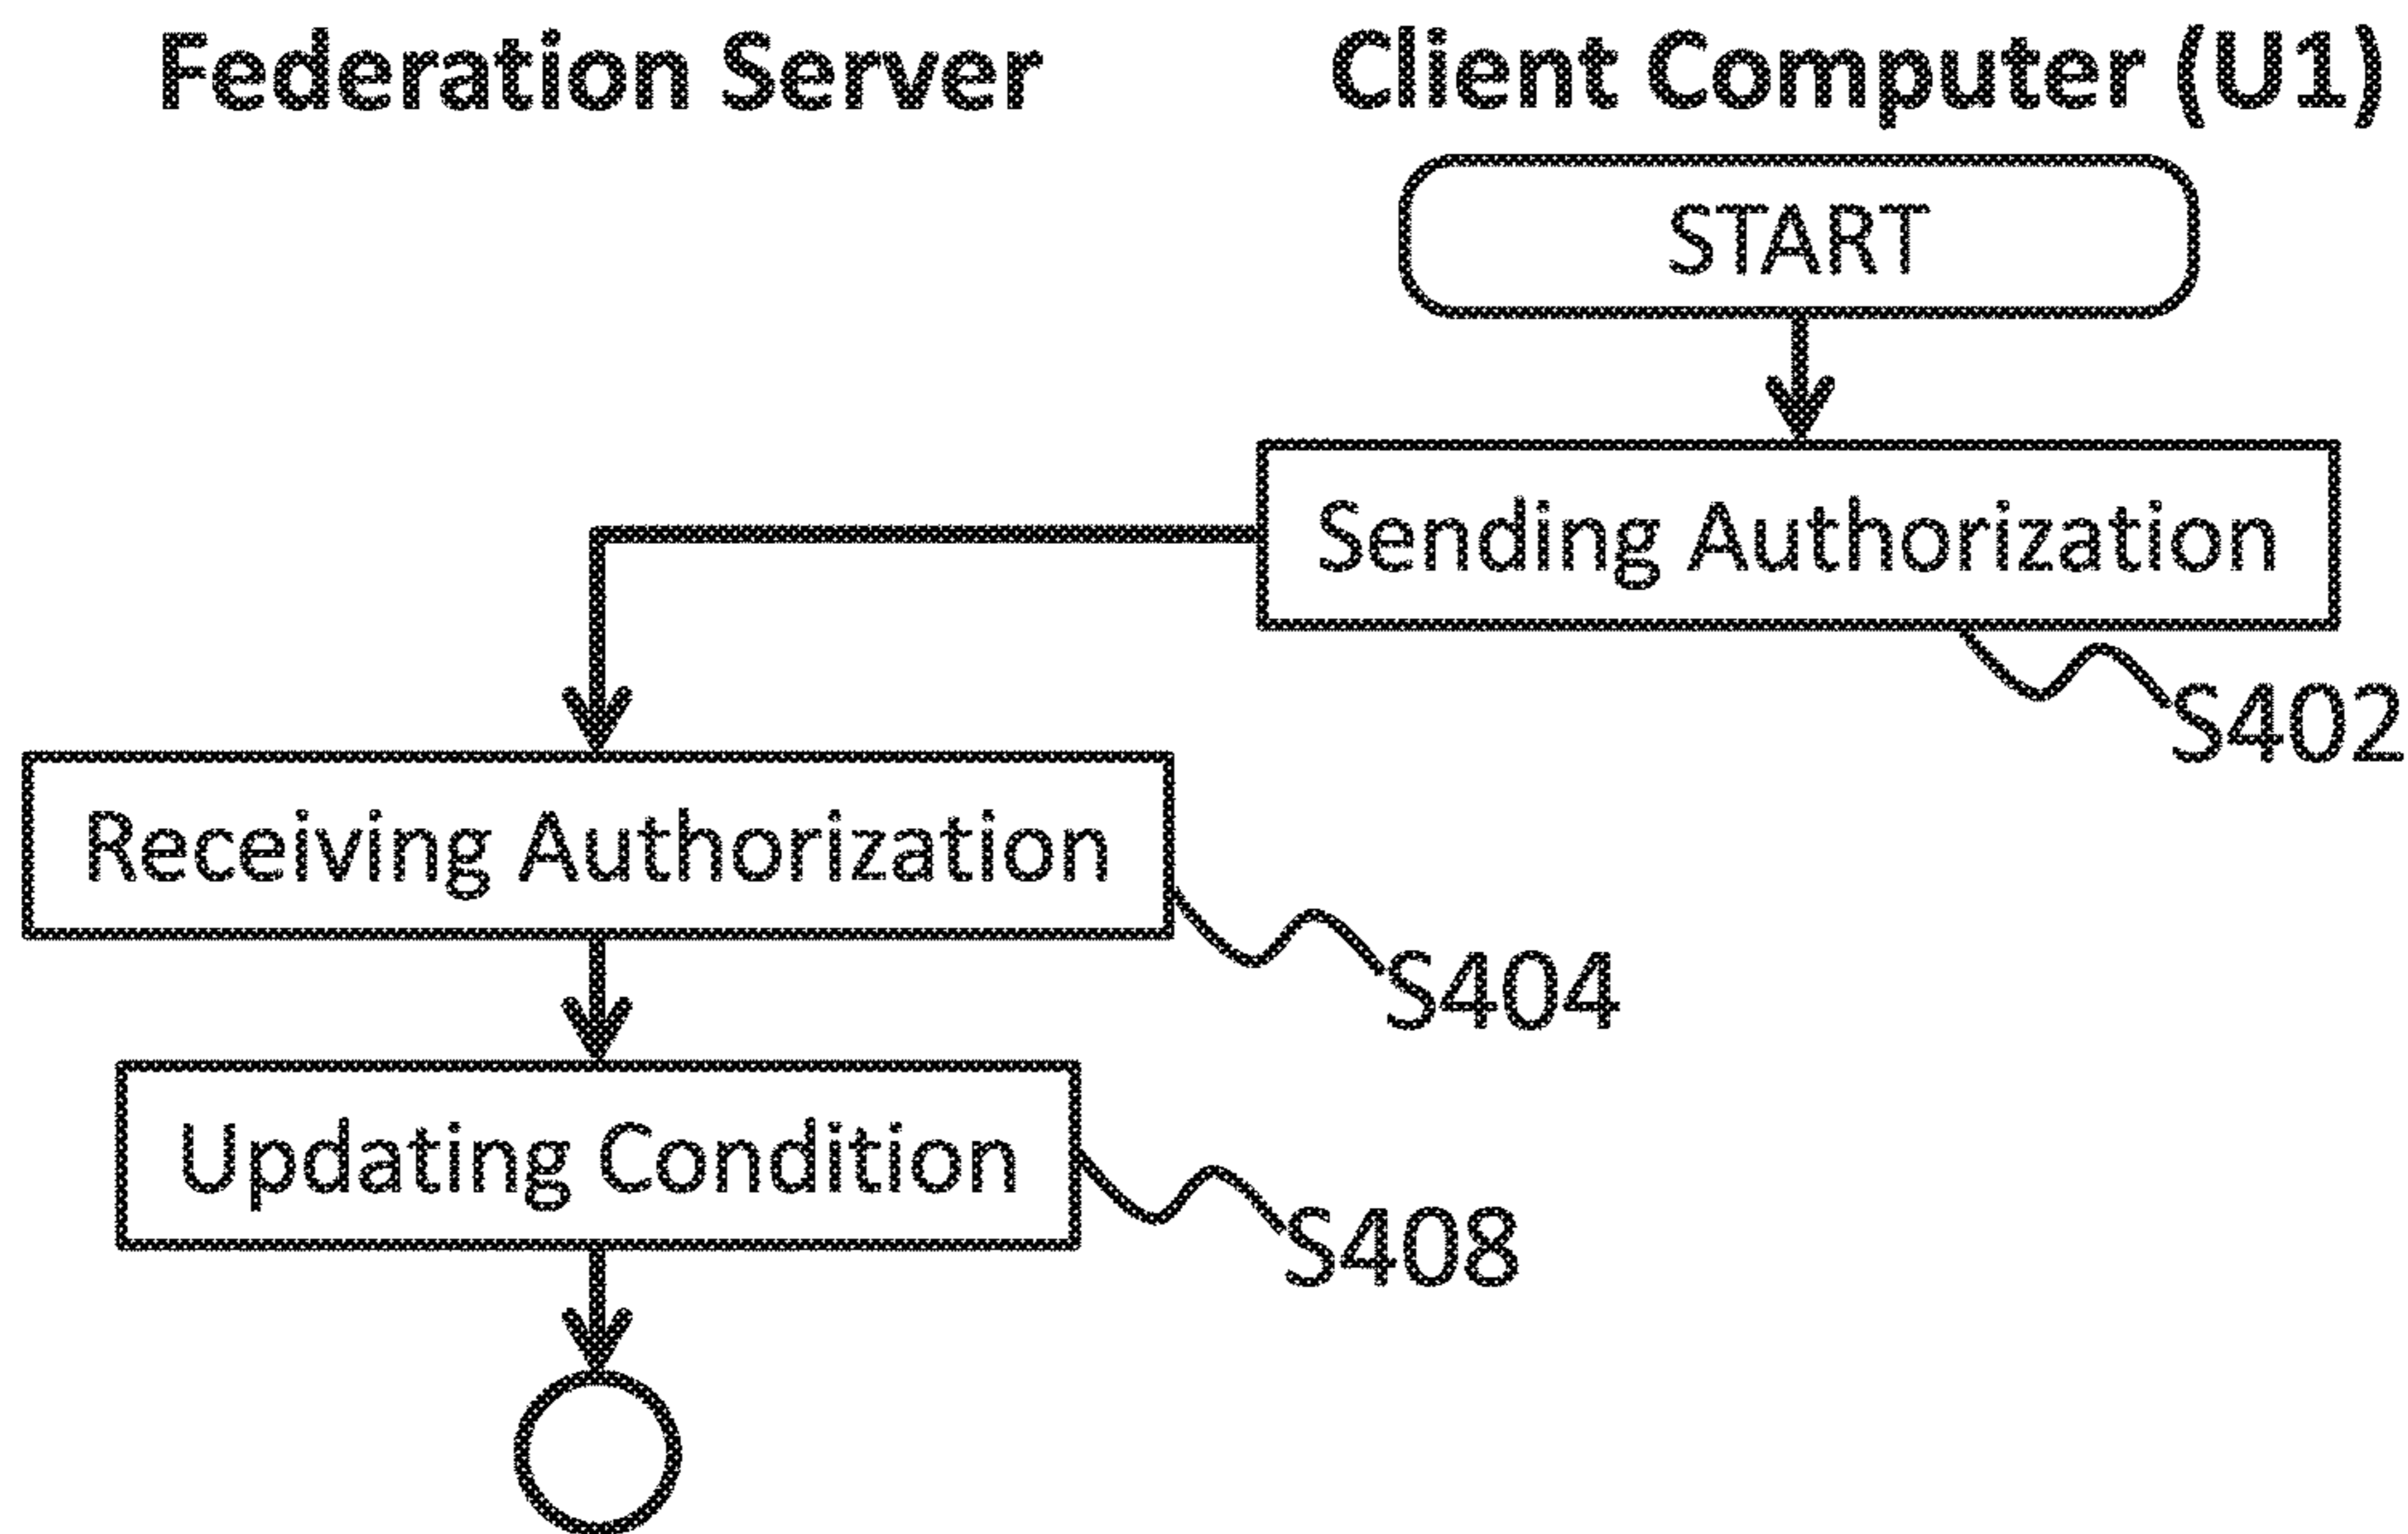 Federation Server
Client Computer (U1)
START
Sending Authorization
S402
Receiving Authorization
S404
Updating Condition
S408